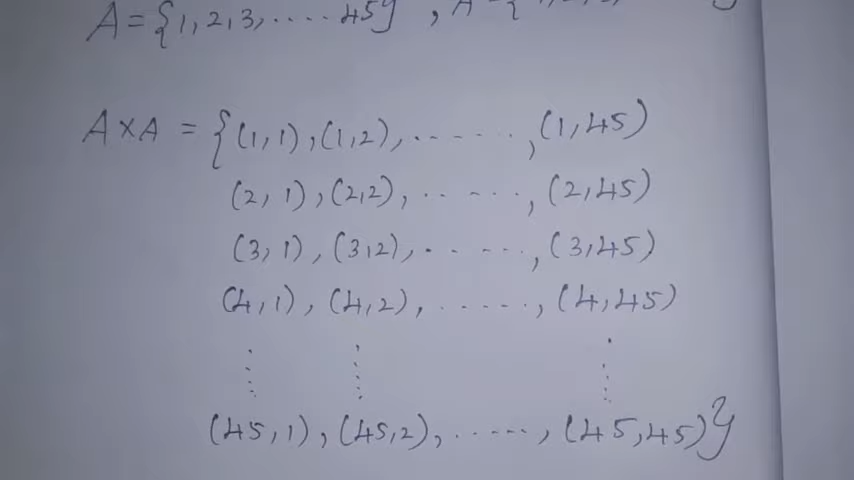 A = {1, 2, 3, ..... 45}, A = {
A × A = {(1, 1), (1, 2), ......., (1, 45)
(2, 1), (2, 2), ......., (2, 45)
(3, 1), (3, 2), ......., (3, 45)
(4, 1), (4, 2), ......., (4, 45)
(45, 1), (45, 2), ......, (45, 45)}